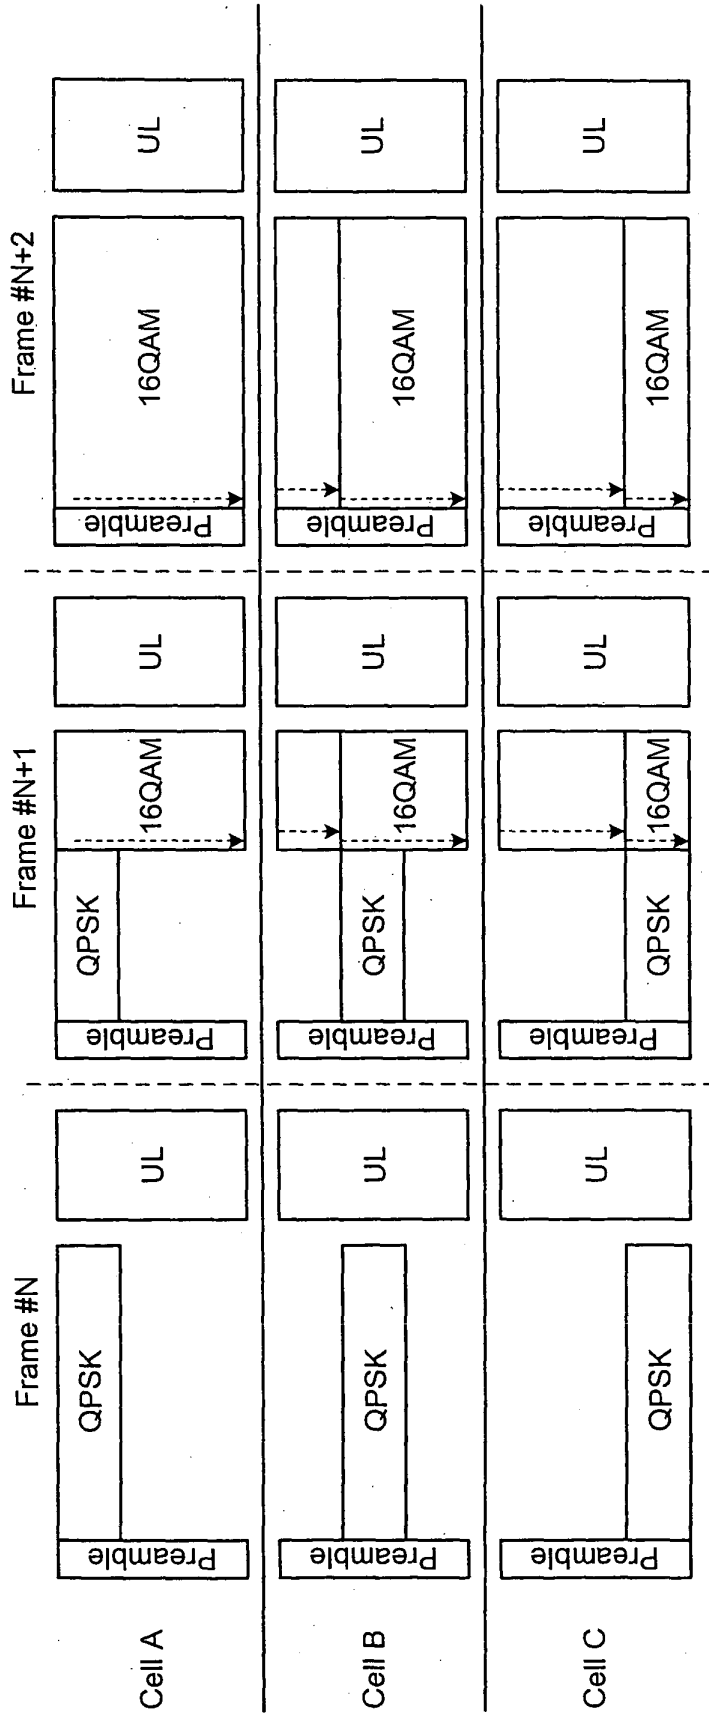 Frame #N
Frame #N+1
Frame #N+2
Cell A
Preamble
QPSK
UL
Preamble
QPSK
16QAM
UL
Preamble
16QAM
UL
Cell B
Preamble
QPSK
UL
Preamble
QPSK
16QAM
UL
Preamble
16QAM
UL
Cell C
Preamble
QPSK
UL
Preamble
QPSK
16QAM
UL
Preamble
16QAM
UL